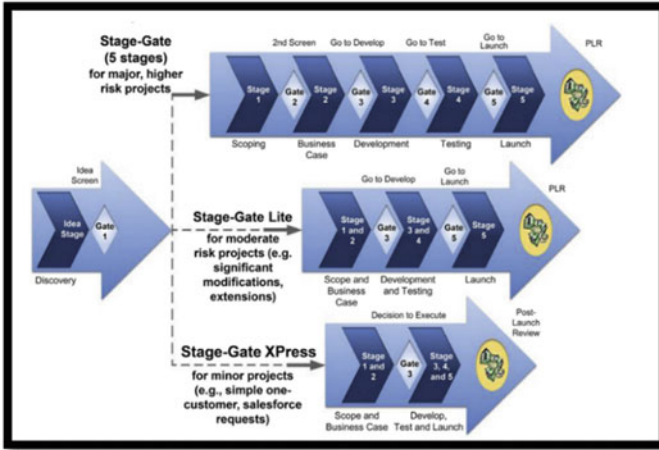 Stage-Gate
(5 stages)
for major, higher
risk projects
2nd Screen
Go to Develop
Go to Test
Go to
Launch
PLR
Stage
1
Gate
2
Stage
2
Gate
3
Stage
3
Gate
4
Stage
4
Gate
5
Stage
5
Scoping
Business
Case
Development
Testing
Launch
Idea
Screen
Idea
Stage
Gate
1
Discovery
Stage-Gate Lite
for moderate
risk projects (e.g.
significant
modifications,
extensions)
Go to Develop
Go to
Launch
PLR
Stage
1 and
2
Gate
3
Stage
3 and 4
Gate
5
Stage
5
Scope and
Business
Case
Development
and Testing
Launch
Stage-Gate XPress
for minor projects
(e.g., simple one-
customer, salesforce
requests)
Decision to Execute
Post-
Launch
Review
Stage
1 and
2
Gate
3
Stage
3, 4,
and 5
Scope and
Business Case
Develop,
Test and Launch